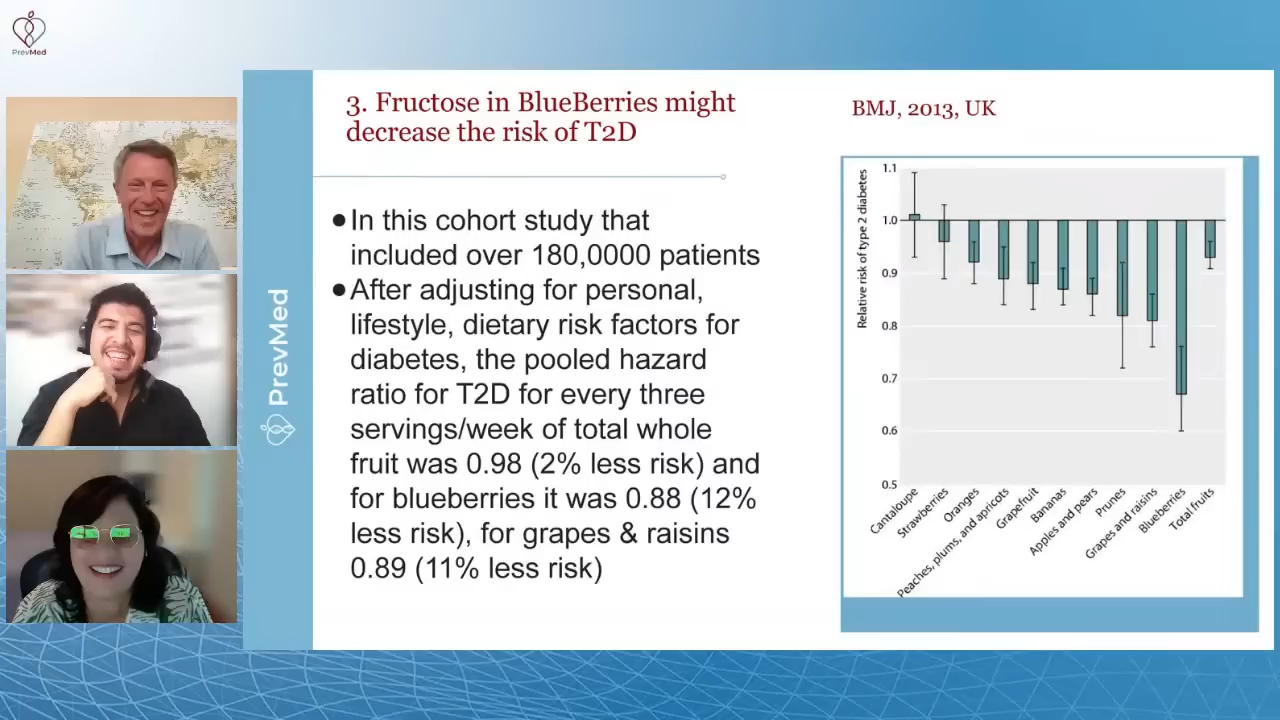 PrevMed
PrevMed
3. Fructose in BlueBerries might
decrease the risk of T2D
●In this cohort study that
included over 180,0000 patients
●After adjusting for personal,
lifestyle, dietary risk factors for
diabetes, the pooled hazard
ratio for T2D for every three
servings/week of total whole
fruit was 0.98 (2% less risk) and
for blueberries it was 0.88 (12%
less risk), for grapes & raisins
0.89 (11% less risk)
BMJ, 2013, UK
Relative risk of type 2 diabetes
1.1
1.0
0.9
0.8
0.7
0.6
0.5
Cantaloupe
Strawberries
Oranges
Peaches, plums, and apricots
Grapefruit
Bananas
Apples and pears
Prunes
Grapes and raisins
Blueberries
Total fruits